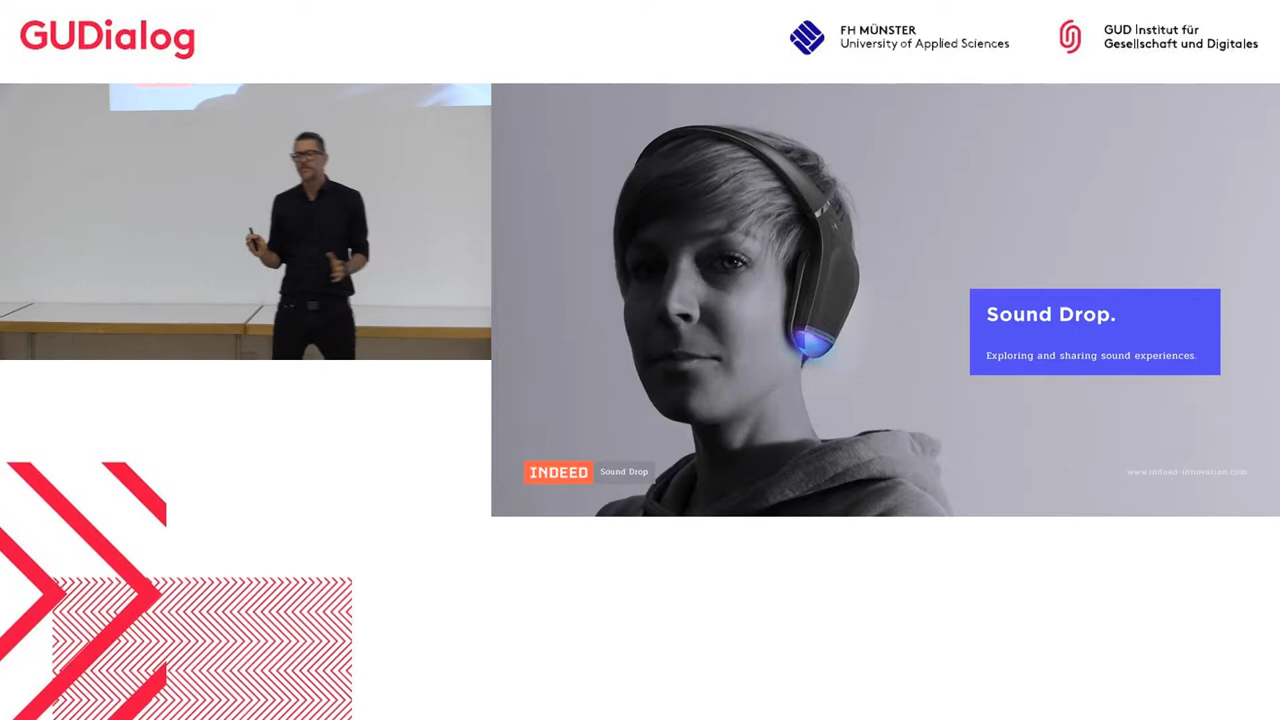 GUDialog
FH MÜNSTER
University of Applied Sciences
GUD Institut für
Gesellschaft und Digitales
Sound Drop.
Exploring and sharing sound experiences.
INDEED
Sound Drop
www.indeed-innovation.com